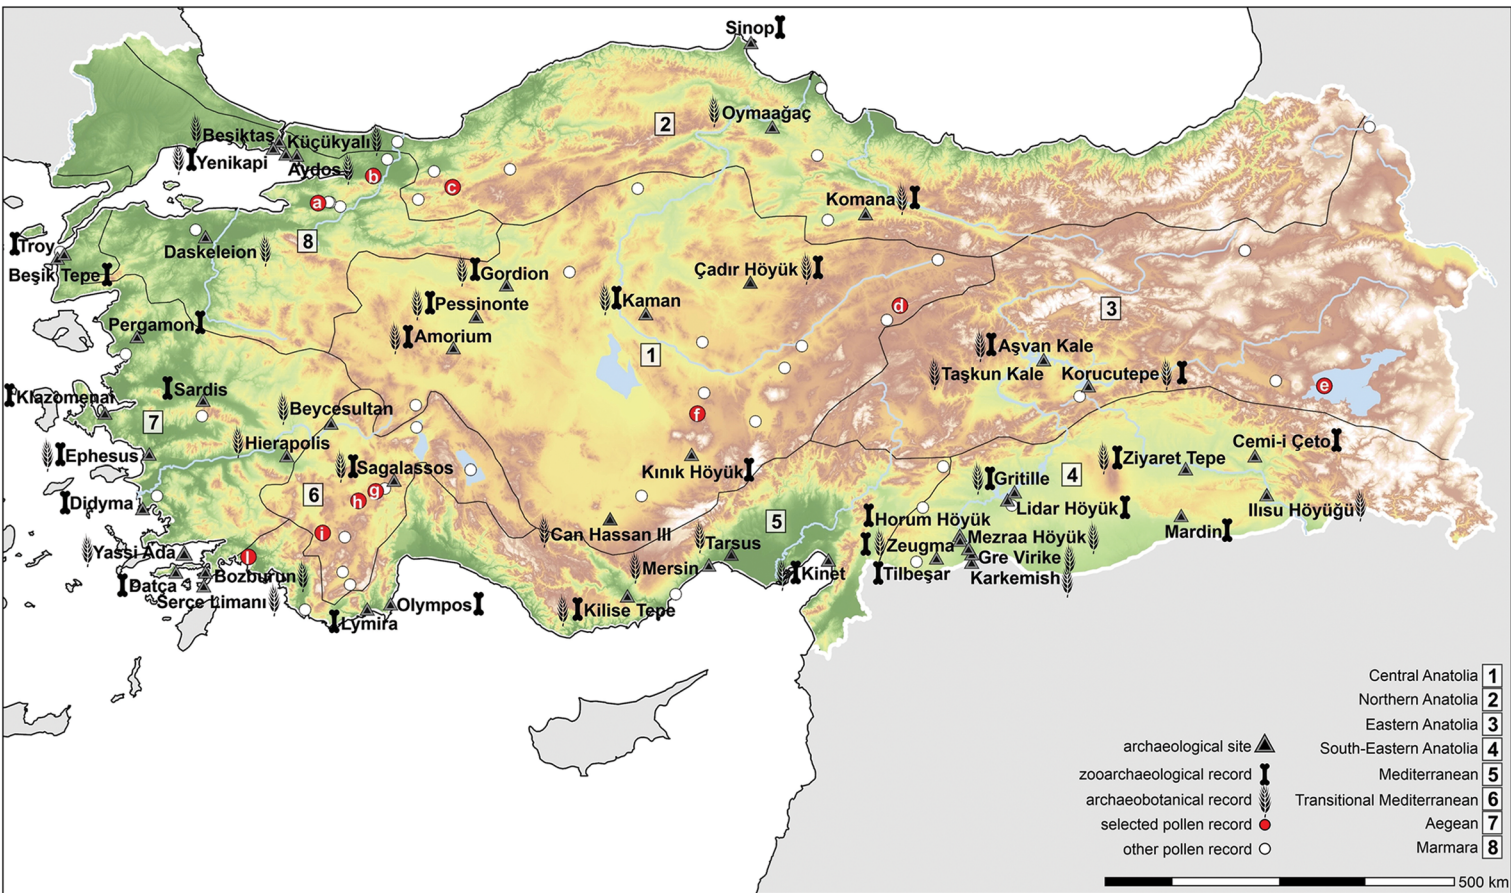 Sinop
2
Oymaağaç
Beşiktaş
Küçükyalı
Yenikapi
Aydos
b
c
a
Komana
8
Troy
Daskeleion
Beşik Tepe
Gordion
Çadır Höyük
Pessinonte
Kaman
d
3
Pergamon
Amorium
1
Aşvan Kale
Taşkun Kale
Korucutepe
e
Klazomenai
Sardis
7
Beycesultan
f
Hierapolis
Ephesus
Sagalassos
Kınık Höyük
Cemi-i Çeto
4
Ziyaret Tepe
Gritille
6
g
h
Didyma
Lidar Höyük
Ilısu Höyüğü
5
Horum Höyük
Mardin
i
Can Hassan III
Tarsus
Mezraa Höyük
Zeugma
Yassi Ada
l
Gre Virike
Mersin
Kinet
Tilbeşar
Karkemish
Datça
Bozburun
Serçe Limanı
Olympos
Kilise Tepe
Lymira
Central Anatolia 1
Northern Anatolia 2
Eastern Anatolia 3
archaeological site
South-Eastern Anatolia 4
zooarchaeological record
Mediterranean 5
archaeobotanical record
Transitional Mediterranean 6
selected pollen record
Aegean 7
other pollen record
Marmara 8
500 km